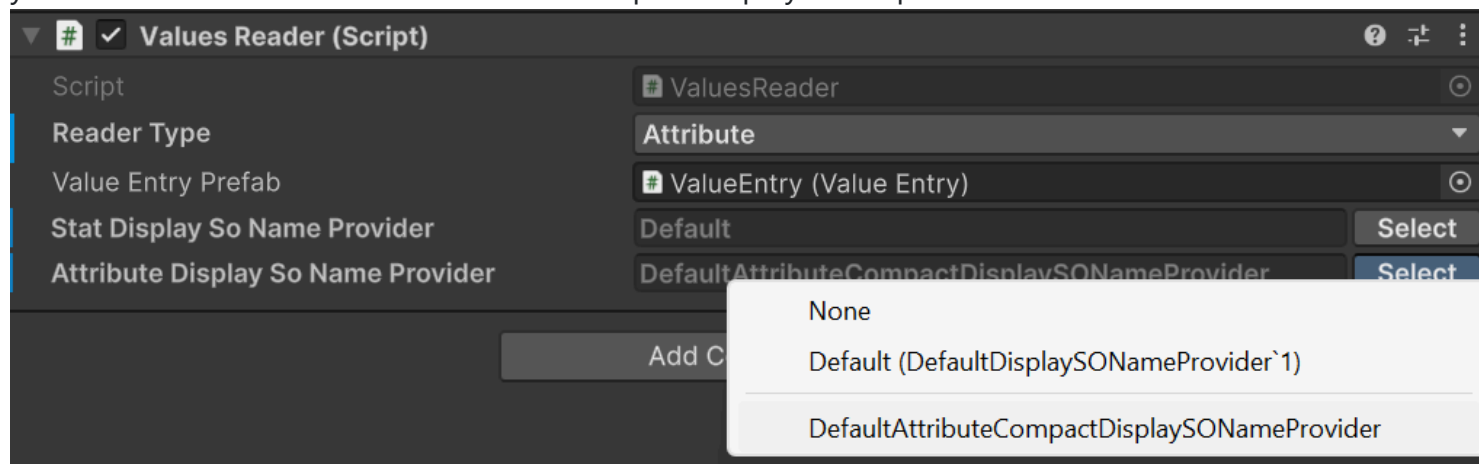 Values Reader (Script)
Script
ValuesReader
Reader Type
Attribute
Value Entry Prefab
ValueEntry (Value Entry)
Stat Display So Name Provider
Default
Select
Attribute Display So Name Provider
DefaultAttributeCompactDisplaySONameProvider
Select
None
Add C
Default (DefaultDisplaySONameProvider`1)
DefaultAttributeCompactDisplaySONameProvider